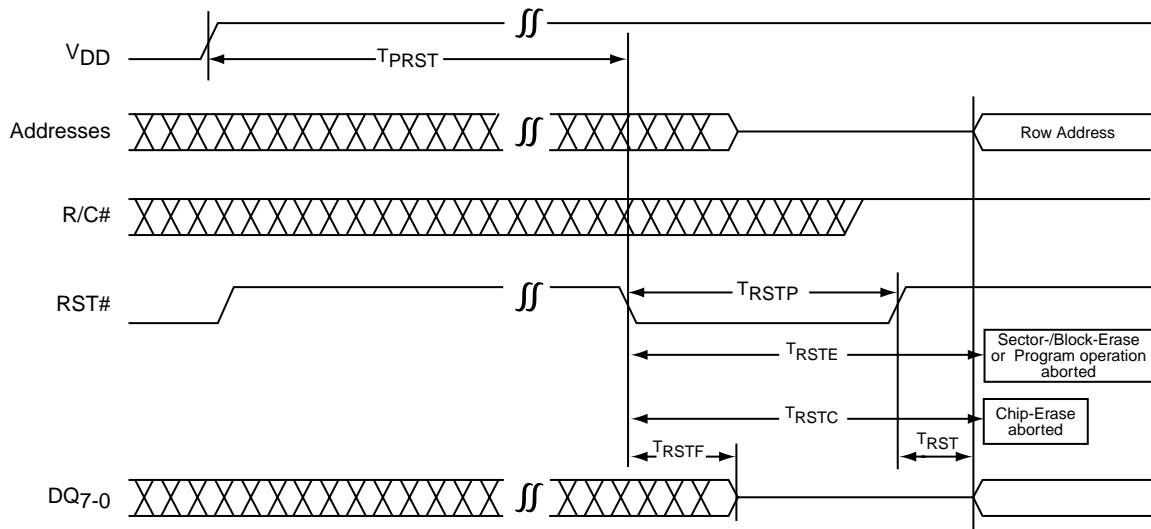 VDD
TPRST
Addresses
Row Address
R/C#
RST#
TRSTP
TRSTE
Sector-/Block-Erase
or Program operation
aborted
TRSTC
Chip-Erase
aborted
TRSTF
TRST
DQ7-0